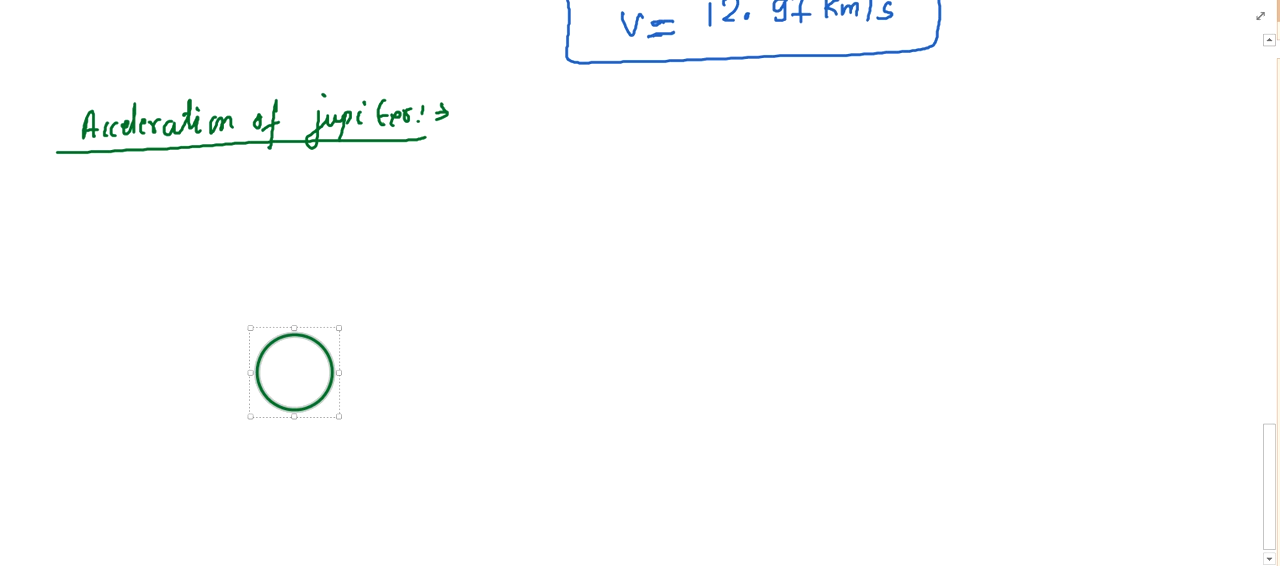 V = 12.97 Km/s
Acceleration of jupiter :→